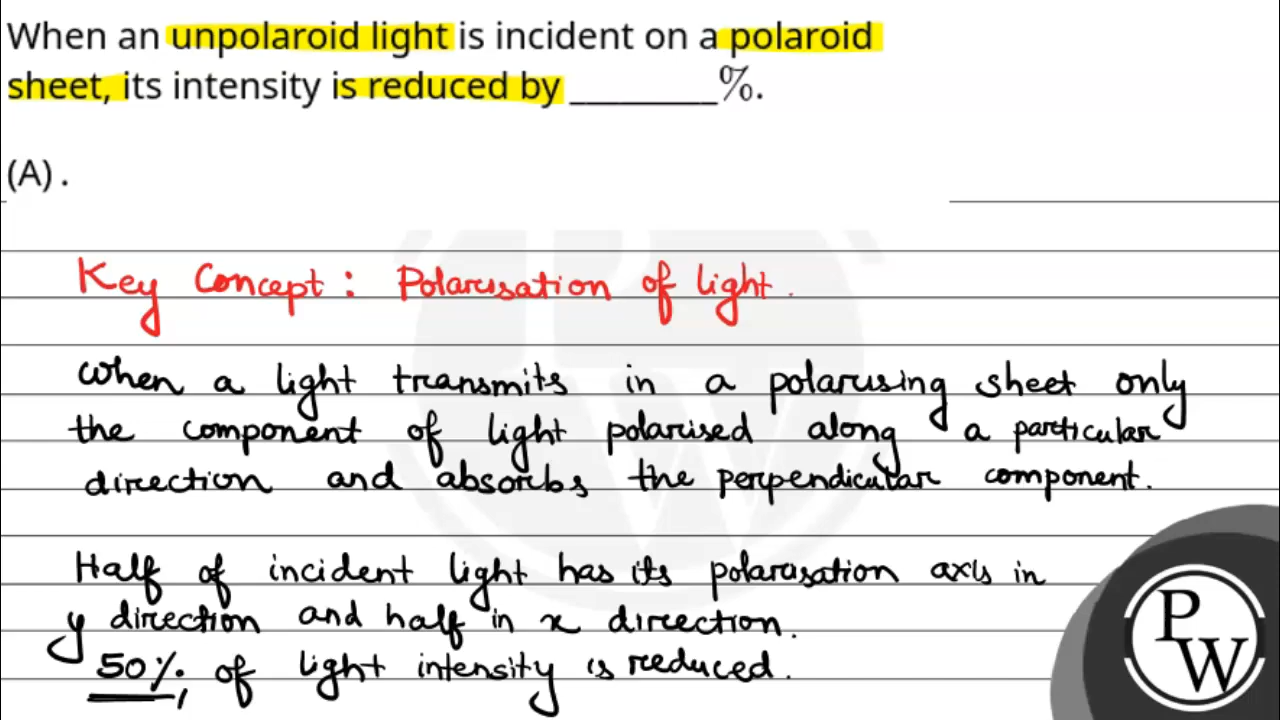 When an unpolaroid light is incident on a polaroid
sheet, its intensity is reduced by ________%.
(A) .
Key Concept : Polarisation of light.
When a light transmits in a polarising sheet only
the component of light polarised along a particular
direction and absorbs the perpendicular component.
Half of incident light has its polarisation axis in
y direction and half in x direction.
50% of light intensity is reduced.
PW